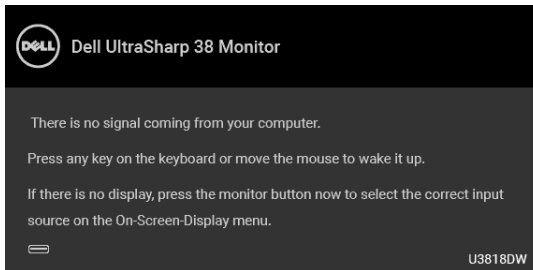 DELL Dell UltraSharp 38 Monitor
There is no signal coming from your computer.
Press any key on the keyboard or move the mouse to wake it up.
If there is no display, press the monitor button now to select the correct input
source on the On-Screen-Display menu.
U3818DW